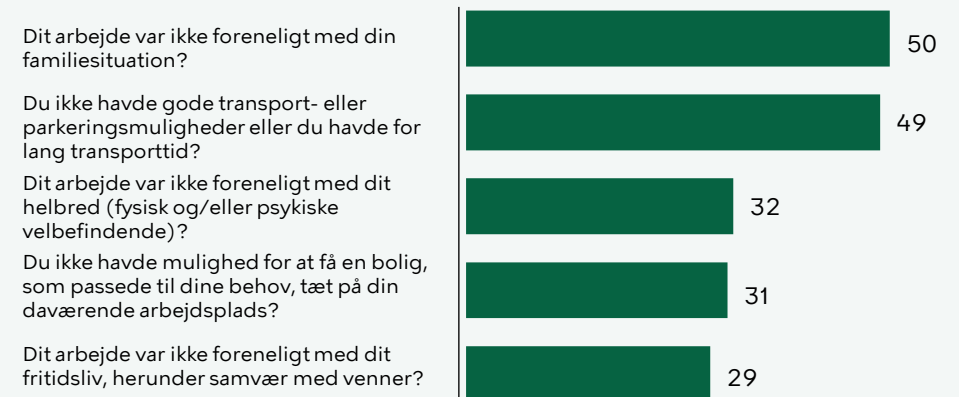 Dit arbejde var ikke foreneligt med din
familiesituation?
50
Du ikke havde gode transport- eller
parkeringsmuligheder eller du havde for
lang transporttid?
49
Dit arbejde var ikke foreneligt med dit
helbred (fysisk og/eller psykiske
velbefindende)?
32
Du ikke havde mulighed for at få en bolig,
som passede til dine behov, tæt på din
daværende arbejdsplads?
31
Dit arbejde var ikke foreneligt med dit
fritidsliv, herunder samvær med venner?
29